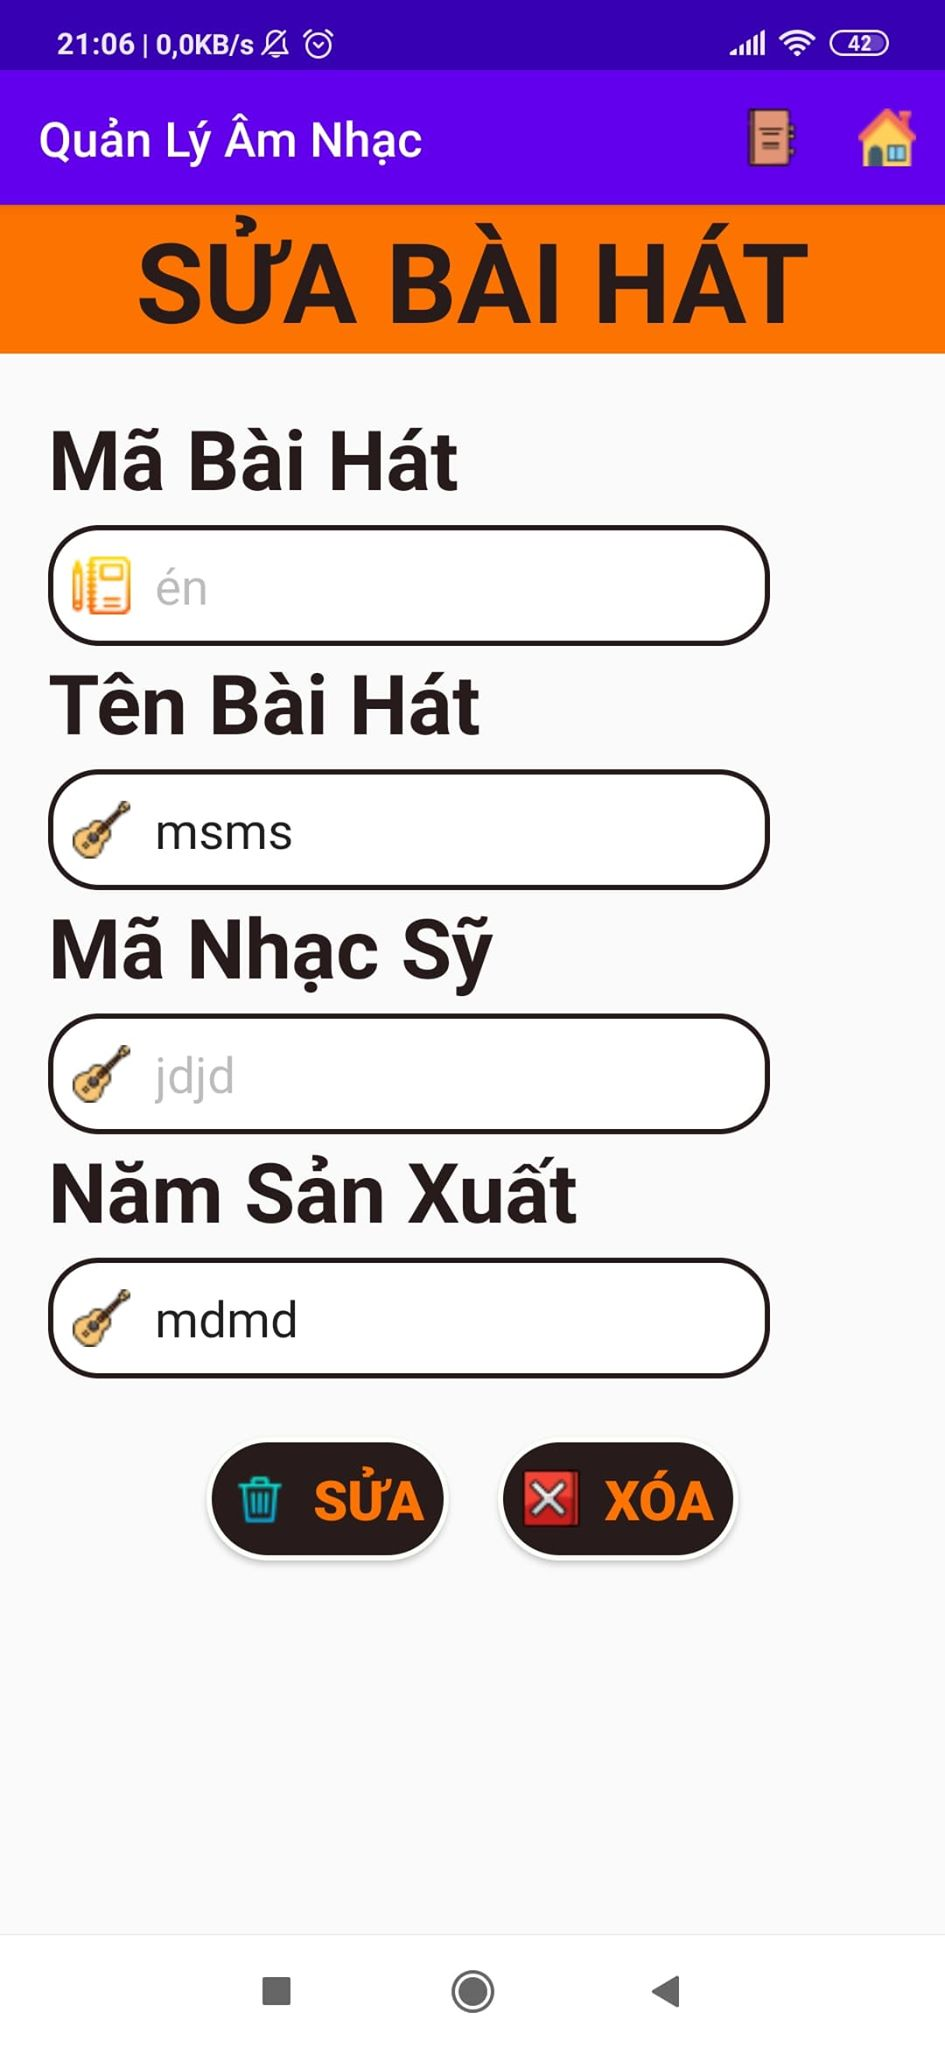 21:06 | 0,0KB/s 42
Quản Lý Âm Nhạc
SỬA BÀI HÁT
Mã Bài Hát
én
Tên Bài Hát
msms
Mã Nhạc Sỹ
jdjd
Năm Sản Xuất
mdmd
SỬA XÓA